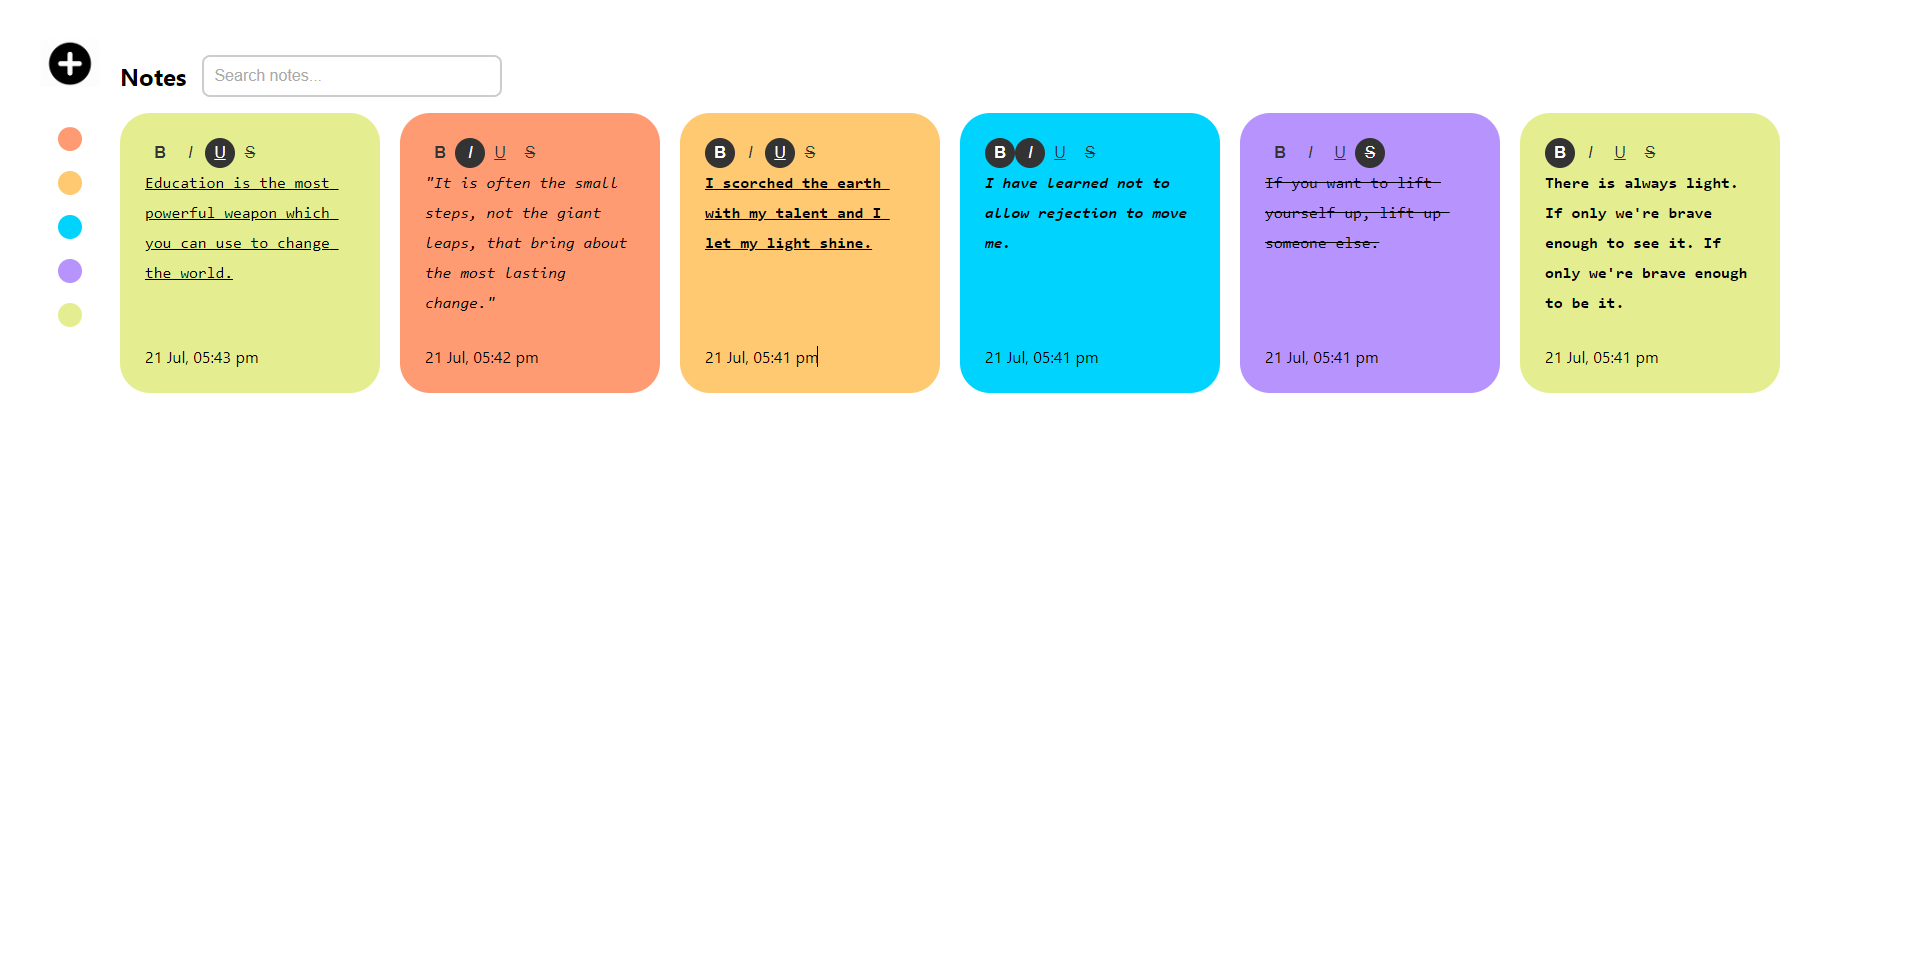 Notes
Search notes...
B I U S
Education is the most
powerful weapon which
you can use to change
the world.
21 Jul, 05:43 pm
B I U S
"It is often the small
steps, not the giant
leaps, that bring about
the most lasting
change."
21 Jul, 05:42 pm
B I U S
I scorched the earth
with my talent and I
let my light shine.
21 Jul, 05:41 pm
B I U S
I have learned not to
allow rejection to move
me.
21 Jul, 05:41 pm
B I U S
If you want to lift
yourself up, lift up
someone else.
21 Jul, 05:41 pm
B I U S
There is always light.
If only we're brave
enough to see it. If
only we're brave enough
to be it.
21 Jul, 05:41 pm